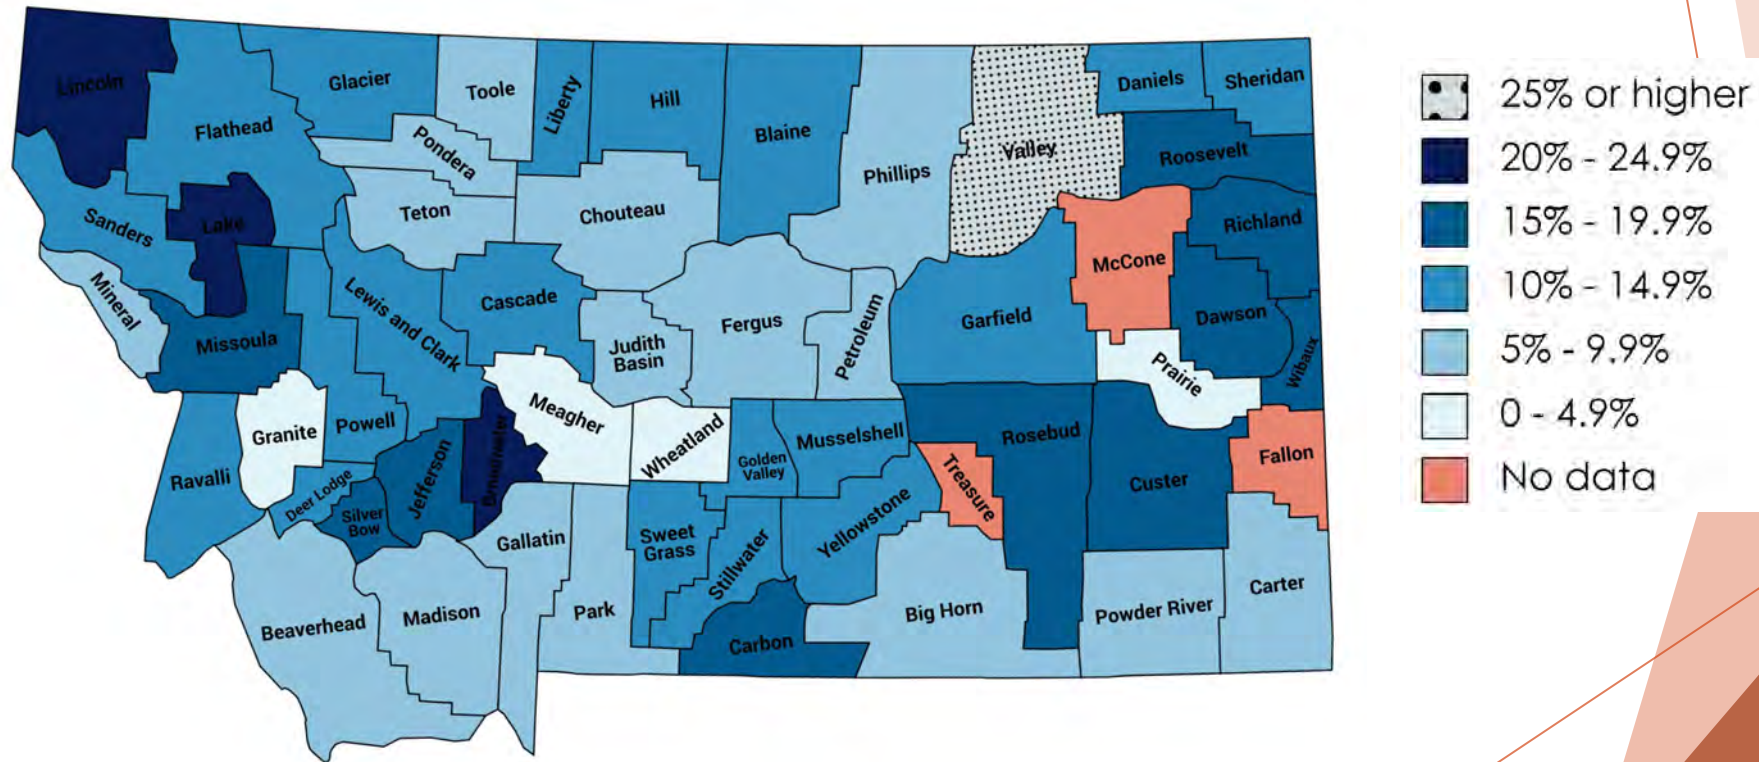 Lincoln
Flathead
Glacier
Toole
Liberty
Hill
Blaine
Phillips
Valley
Daniels
Sheridan
Roosevelt
Pondera
Teton
Chouteau
Sanders
Lake
Richland
McCone
Mineral
Missoula
Lewis and Clark
Cascade
Judith
Basin
Fergus
Petroleum
Garfield
Dawson
Wibaux
Prairie
Granite
Powell
Meagher
Wheatland
Golden
Valley
Musselshell
Rosebud
Treasure
Custer
Fallon
Ravalli
Deer Lodge
Silver
Bow
Jefferson
Broadwater
Gallatin
Park
Sweet
Grass
Stillwater
Yellowstone
Big Horn
Powder River
Carter
Beaverhead
Madison
Carbon
25% or higher
20% - 24.9%
15% - 19.9%
10% - 14.9%
5% - 9.9%
0 - 4.9%
No data